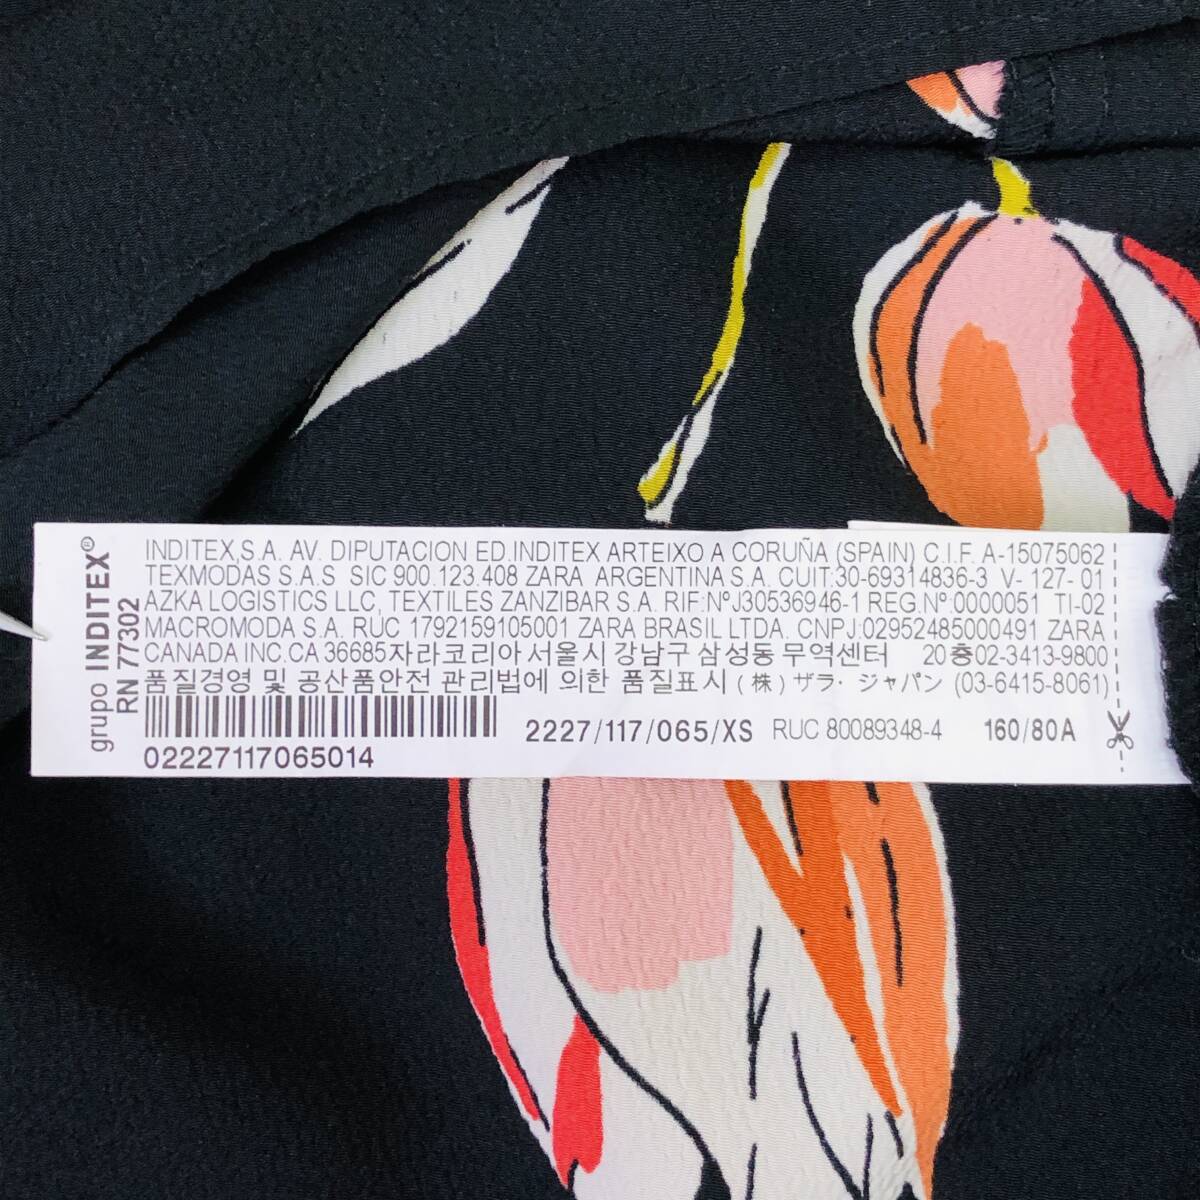 grupo INDITEX®
RN 77302
INDITEX,S.A. AV. DIPUTACION ED.INDITEX ARTEIXO A CORUÑA (SPAIN) C.I.F. A-15075062
TEXMODAS S.A.S SIC 900.123.408 ZARA ARGENTINA S.A. CUIT:30-69314836-3 V- 127- 01
AZKA LOGISTICS LLC, TEXTILES ZANZIBAR S.A. RIF:NºJ30536946-1 REG.Nº:0000051 TI-02
MACROMODA S.A. RUC 1792159105001 ZARA BRASIL LTDA. CNPJ:02952485000491 ZARA
CANADA INC.CA 36685자라코리아 서울시 강남구 삼성동 무역센터 20층02-3413-9800
품질경영 및 공산품안전 관리법에 의한 품질표시 (株) ザラ・ジャパン (03-6415-8061)
2227/117/065/XS RUC 80089348-4 160/80A
02227117065014